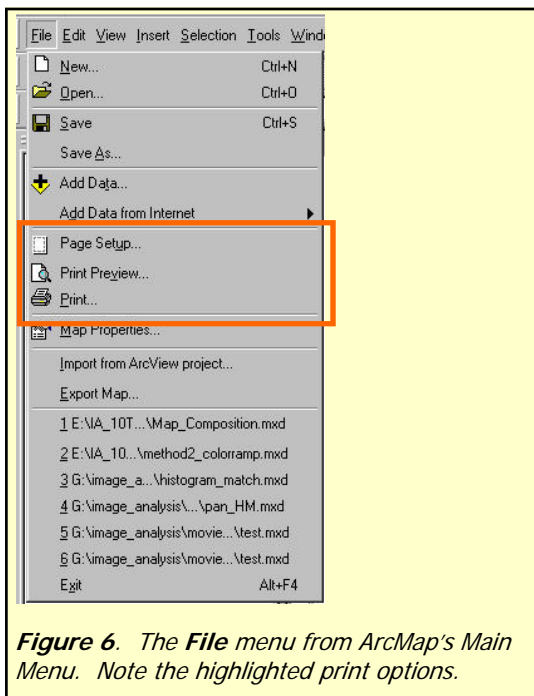 File Edit View Insert Selection Tools Wind
New... Ctrl+N
Open... Ctrl+O
Save Ctrl+S
Save As...
Add Data...
Add Data from Internet
Page Setup...
Print Preview...
Print...
Map Properties...
Import from ArcView project...
Export Map...
1 E:\IA_10T...\Map_Composition.mxd
2 E:\IA_10...\method2_colorramp.mxd
3 G:\image_a...\histogram_match.mxd
4 G:\image_analysis\...\pan_HM.mxd
5 G:\image_analysis\movie...\test.mxd
6 G:\image_analysis\movie...\test.mxd
Exit Alt+F4
Figure 6. The File menu from ArcMap's Main
Menu. Note the highlighted print options.